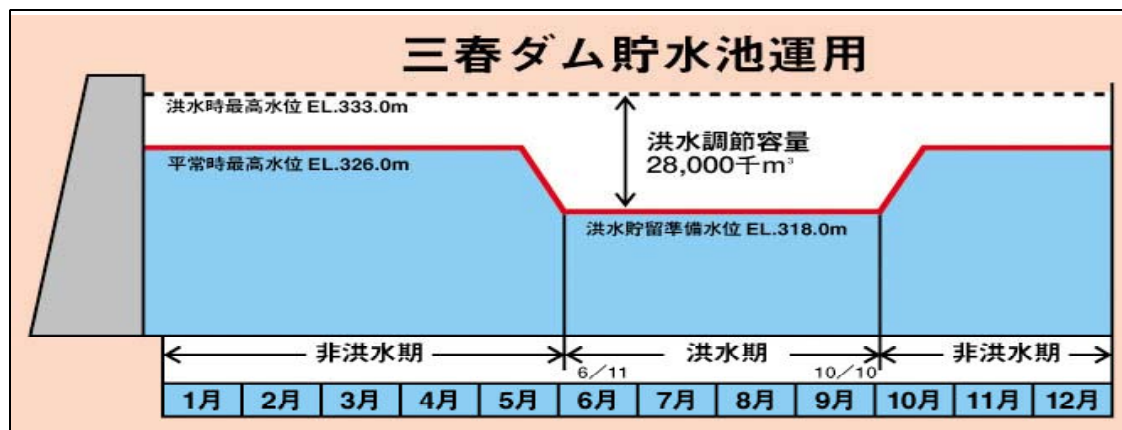 三春ダム貯水池運用
洪水時最高水位 EL.333.0m
洪水調節容量
28,000千m³
平常時最高水位 EL.326.0m
洪水貯留準備水位 EL.318.0m
非洪水期
洪水期
非洪水期
6／11
10／10
1月 2月 3月 4月 5月 6月 7月 8月 9月 10月 11月 12月